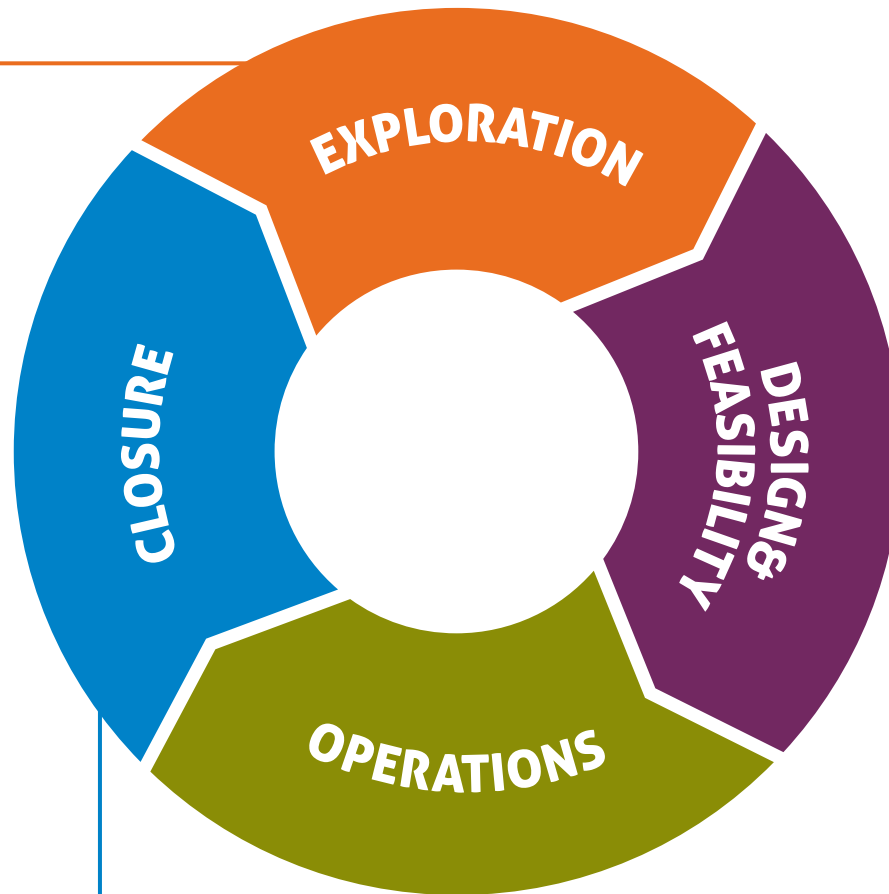 EXPLORATION
DESIGN&
FEASIBILITY
OPERATIONS
CLOSURE